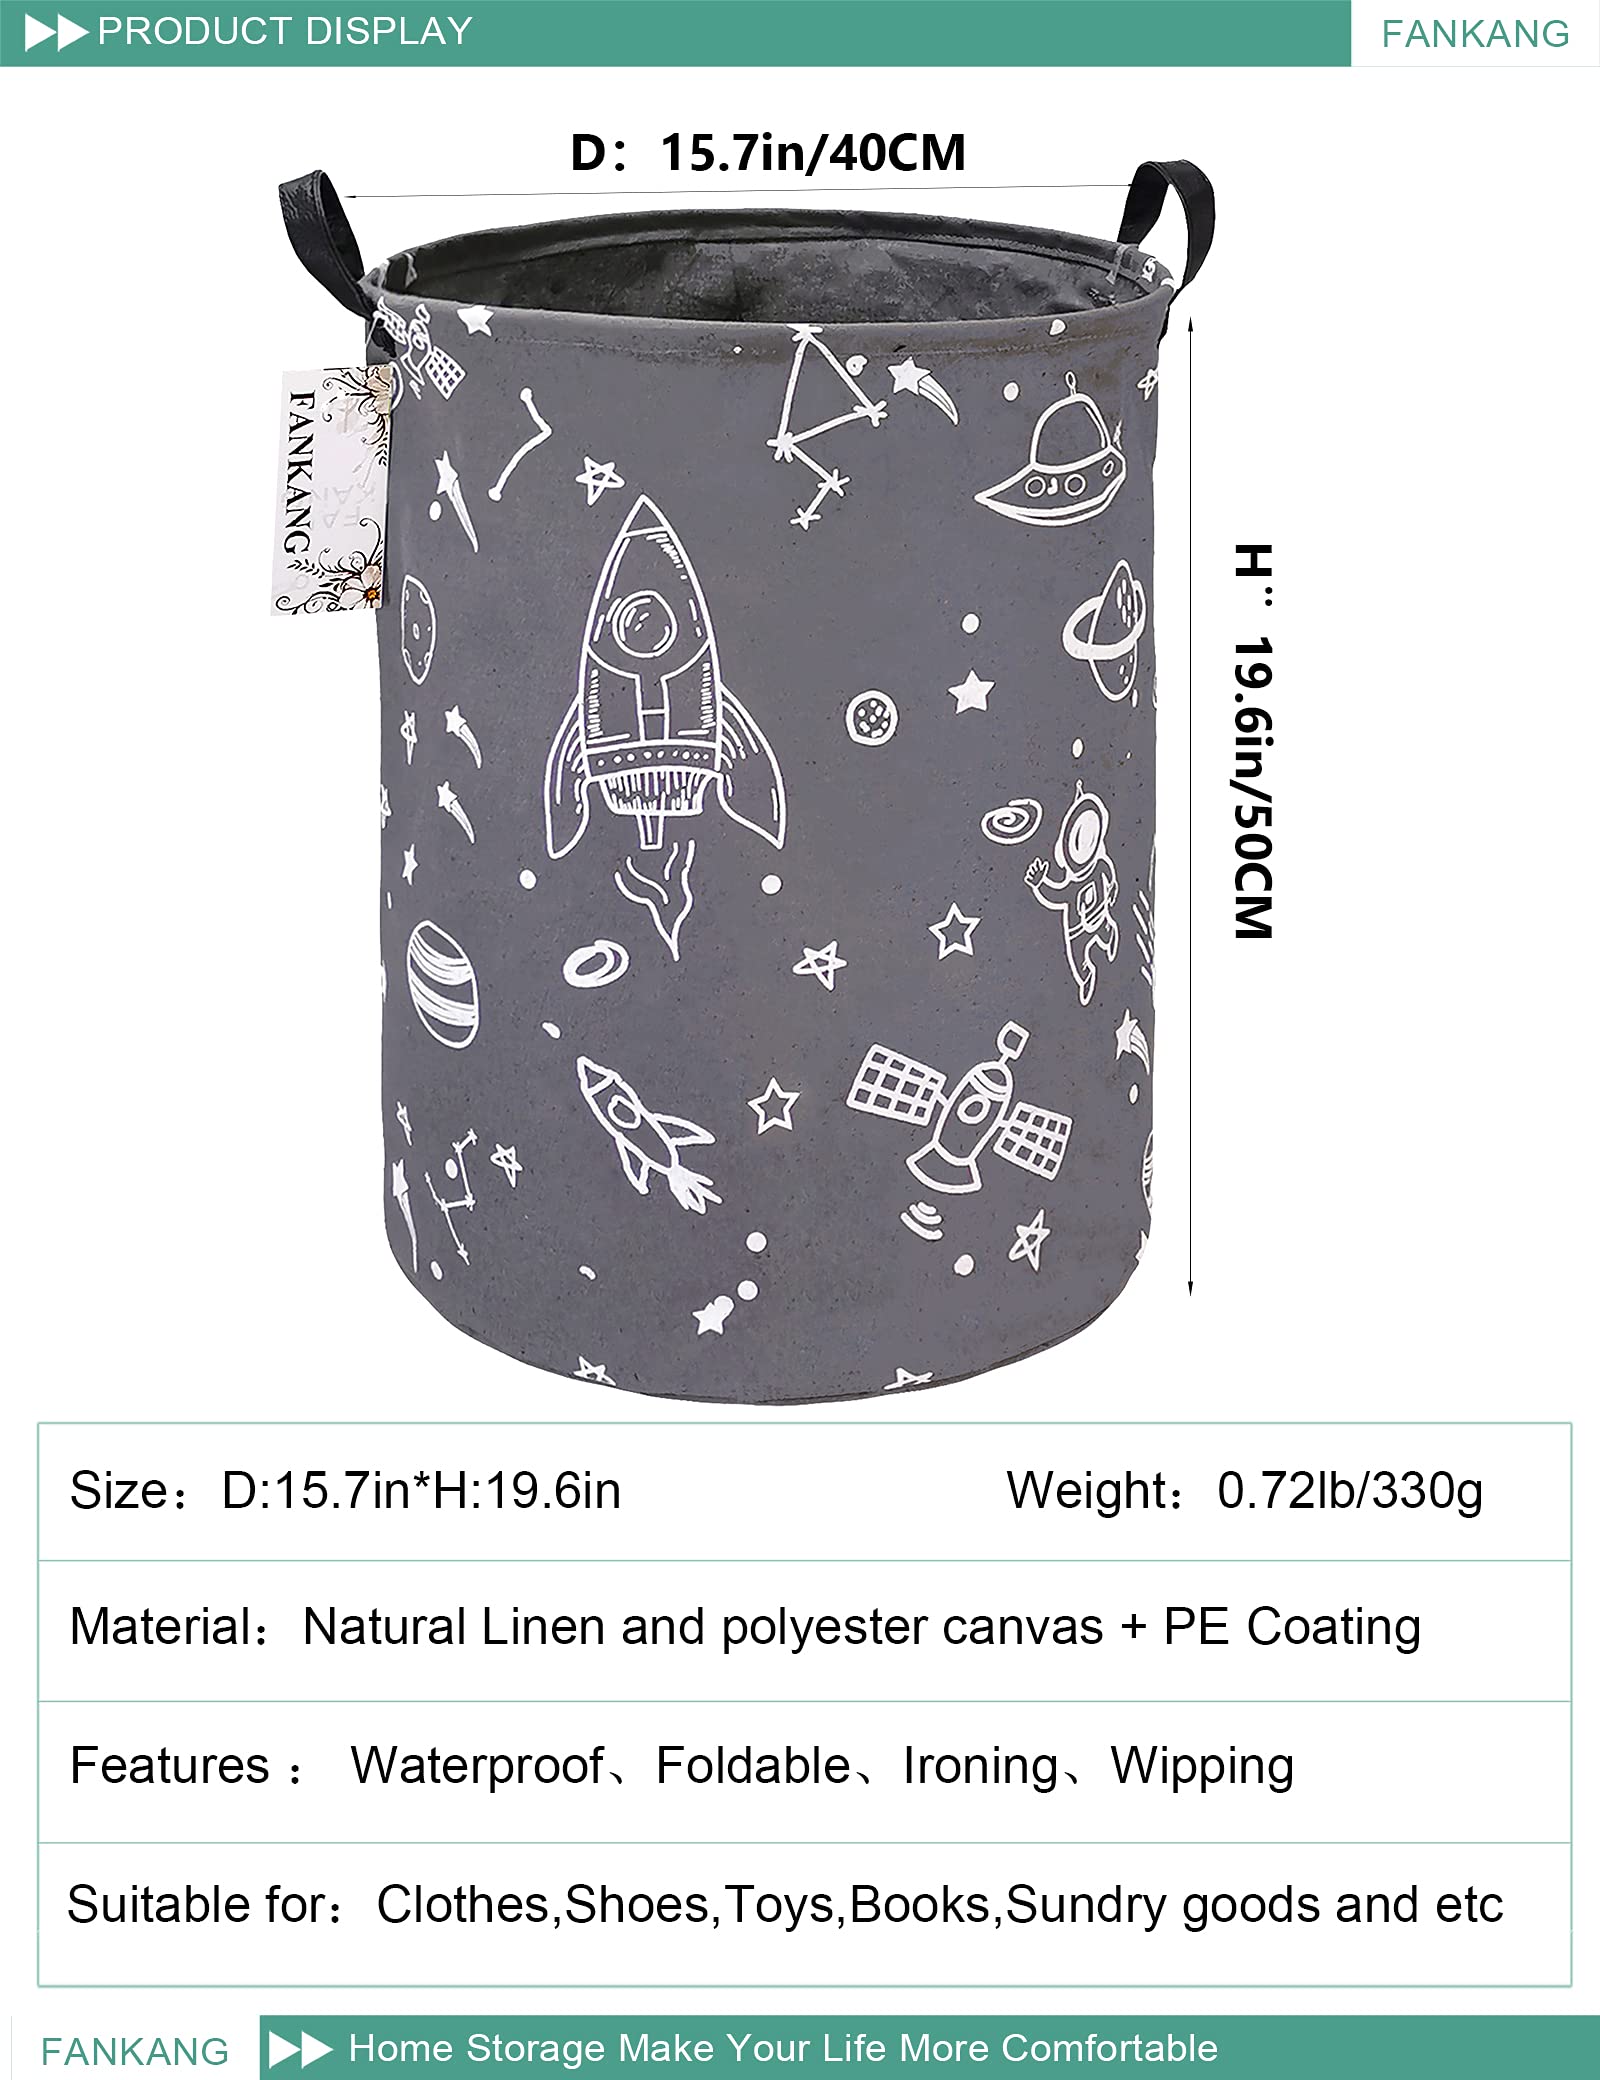 PRODUCT DISPLAY
FANKANG
D：15.7in/40CM
FANKANG
H：19.6in/50CM
Size：D:15.7in*H:19.6in
Weight：0.72lb/330g
Material：Natural Linen and polyester canvas + PE Coating
Features： Waterproof、Foldable、Ironing、Wipping
Suitable for：Clothes,Shoes,Toys,Books,Sundry goods and etc
FANKANG
Home Storage Make Your Life More Comfortable